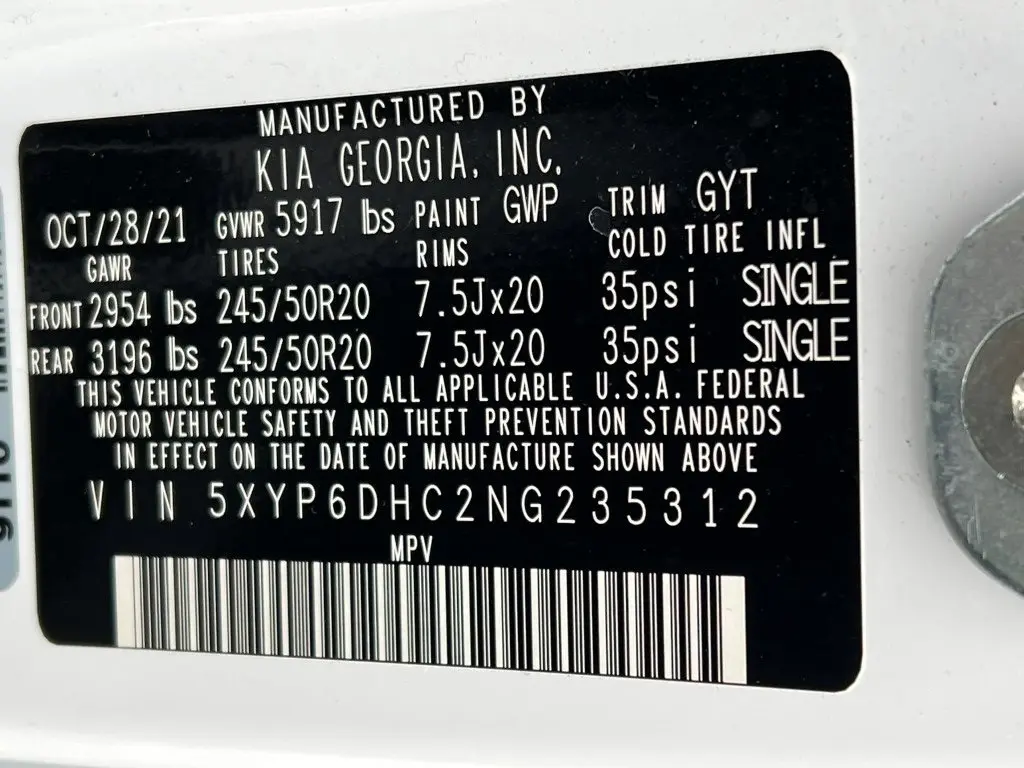 MANUFACTURED BY
KIA GEORGIA, INC.
OCT/28/21 GVWR 5917 lbs PAINT GWP TRIM GYT
GAWR TIRES RIMS COLD TIRE INFL
FRONT 2954 lbs 245/50R20 7.5Jx20 35psi SINGLE
REAR 3196 lbs 245/50R20 7.5Jx20 35psi SINGLE
THIS VEHICLE CONFORMS TO ALL APPLICABLE U.S.A. FEDERAL
MOTOR VEHICLE SAFETY AND THEFT PREVENTION STANDARDS
IN EFFECT ON THE DATE OF MANUFACTURE SHOWN ABOVE
VIN 5XYP6DHC2NG235312
MPV